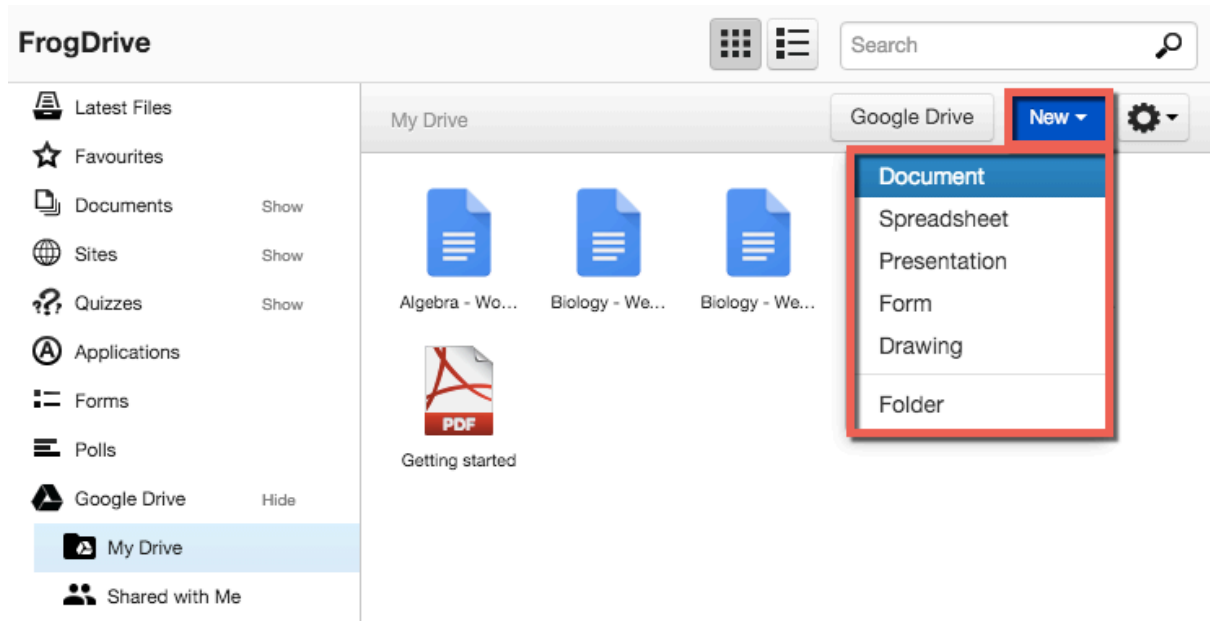 FrogDrive
Search
Latest Files
Favourites
Documents Show
Sites Show
Quizzes Show
Applications
Forms
Polls
Google Drive Hide
My Drive
Shared with Me
My Drive
Google Drive
New
Document
Spreadsheet
Presentation
Form
Drawing
Folder
Algebra - Wo...
Biology - We...
Biology - We...
PDF
Getting started